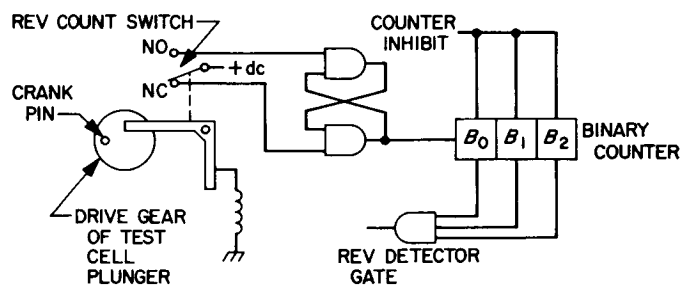 REV COUNT SWITCH
NO
+ dc
NC
CRANK
PIN
DRIVE GEAR
OF TEST
CELL
PLUNGER
COUNTER
INHIBIT
B0 B1 B2
BINARY
COUNTER
REV DETECTOR
GATE